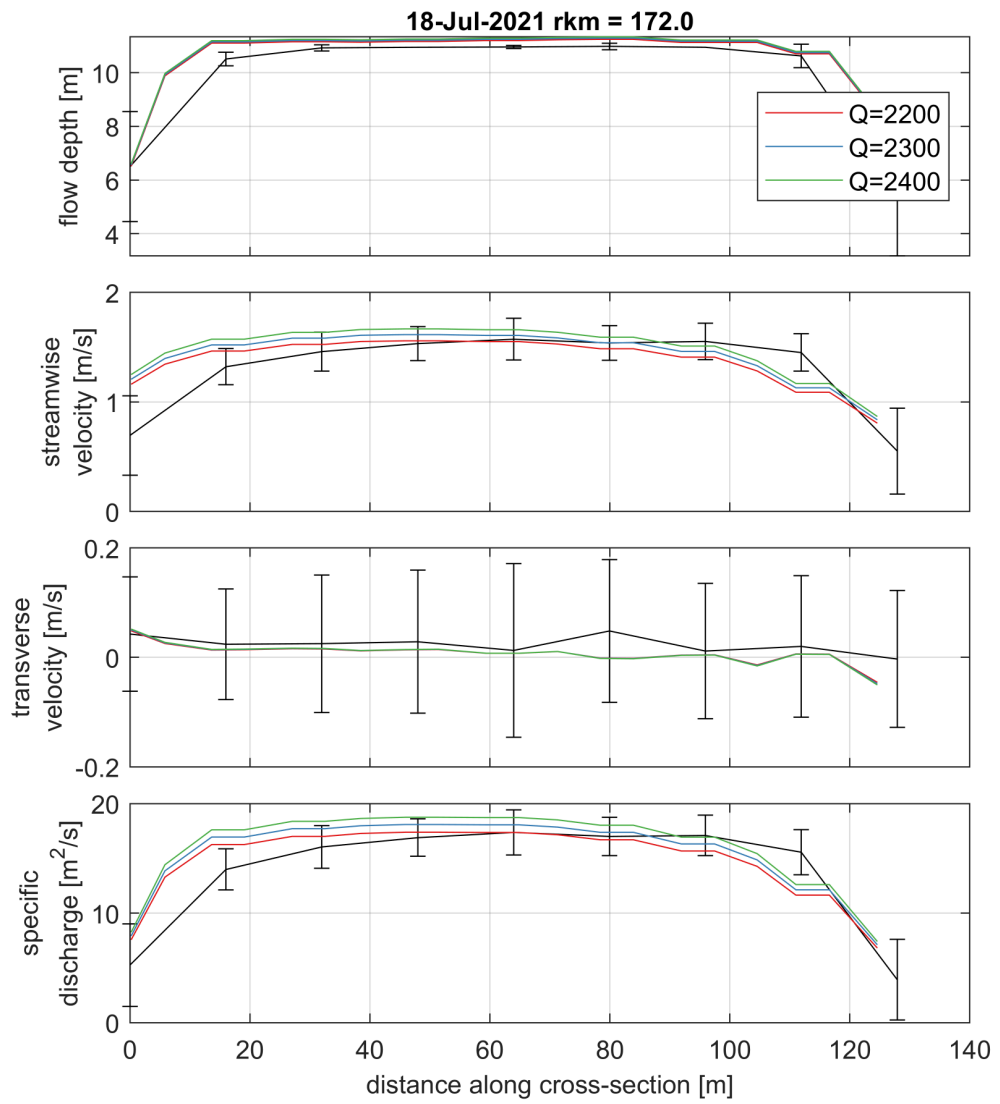 18-Jul-2021 rkm = 172.0
flow depth [m]
10
8
6
4
Q=2200
Q=2300
Q=2400
streamwise
velocity [m/s]
2
1
0
transverse
velocity [m/s]
0.2
0
-0.2
specific
discharge [m²/s]
20
10
0
0 20 40 60 80 100 120 140
distance along cross-section [m]